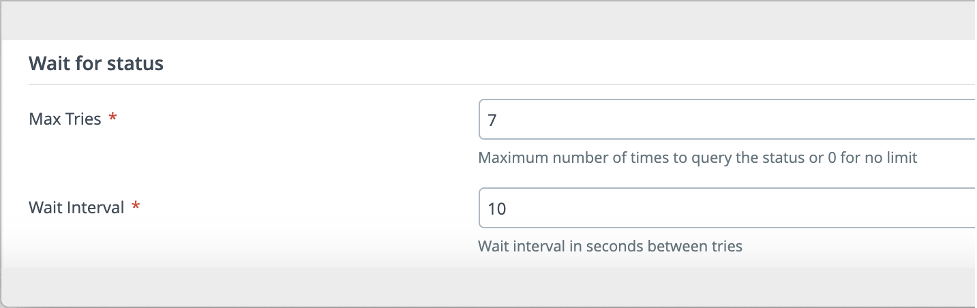 Wait for status
Max Tries *
7
Maximum number of times to query the status or 0 for no limit
Wait Interval *
10
Wait interval in seconds between tries